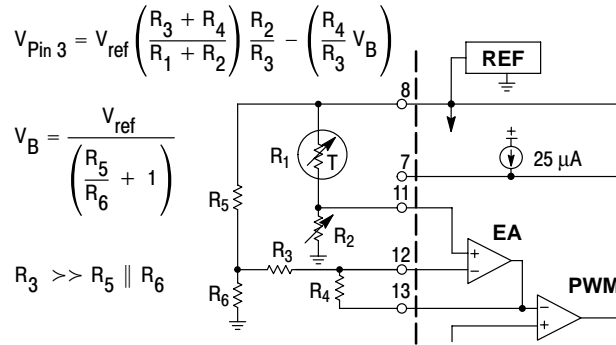 V_Pin 3 = V_ref ( (R_3 + R_4) / (R_1 + R_2) ) R_2 / R_3 − ( R_4 / R_3 V_B )
V_B = V_ref / ( R_5 / R_6 + 1 )
R_3 >> R_5 || R_6
REF
8
R_1
T
+
25 µA
7
11
R_5
R_2
EA
R_3
12
+
−
R_4
R_6
13
PWM
−
+